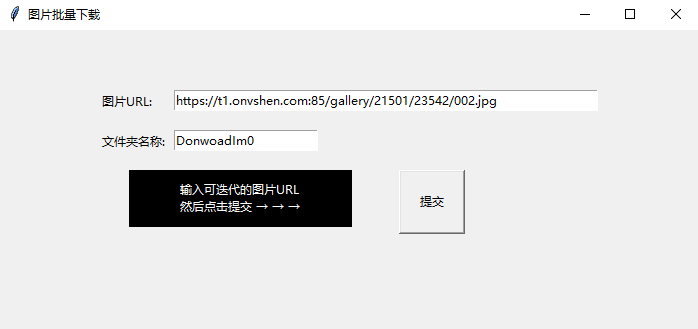 图片批量下载
图片URL:
https://t1.onvshen.com:85/gallery/21501/23542/002.jpg
文件夹名称:
DonwoadIm0
输入可迭代的图片URL
然后点击提交 → → →
提交